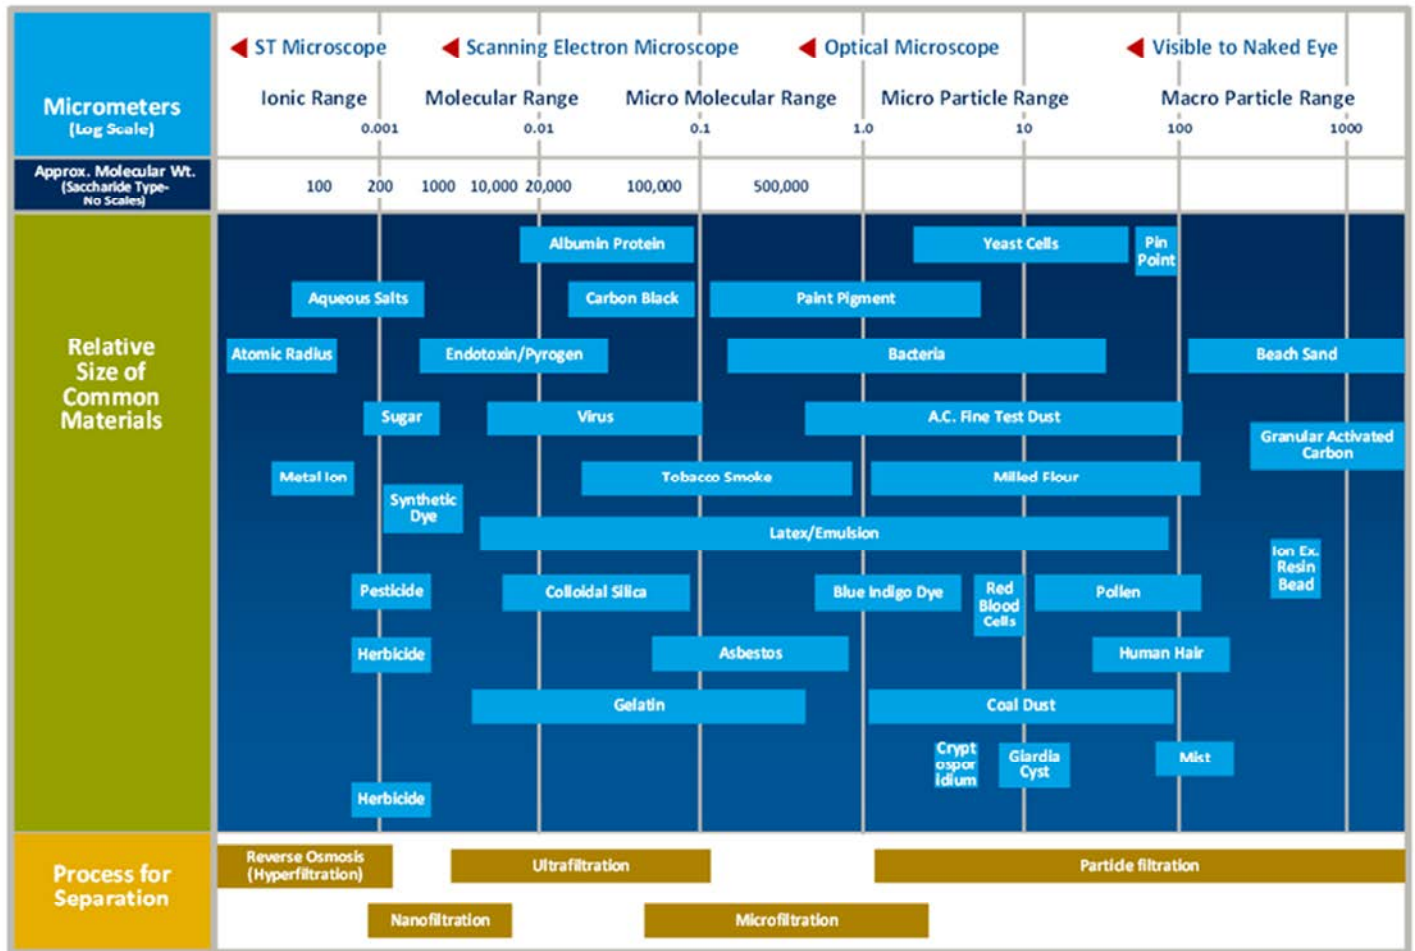 ST Microscope
Scanning Electron Microscope
Optical Microscope
Visible to Naked Eye
Micrometers
(Log Scale)
Ionic Range
Molecular Range
Micro Molecular Range
Micro Particle Range
Macro Particle Range
0.001
0.01
0.1
1.0
10
100
1000
Approx. Molecular Wt.
(Saccharide Type-
No Scales)
100
200
1000
10,000
20,000
100,000
500,000
Relative
Size of
Common
Materials
Albumin Protein
Yeast Cells
Pin
Point
Aqueous Salts
Carbon Black
Paint Pigment
Atomic Radius
Endotoxin/Pyrogen
Bacteria
Beach Sand
Sugar
Virus
A.C. Fine Test Dust
Granular Activated
Carbon
Metal Ion
Tobacco Smoke
Milled Flour
Synthetic
Dye
Latex/Emulsion
Ion Ex.
Resin
Bead
Pesticide
Colloidal Silica
Blue Indigo Dye
Red
Blood
Cells
Pollen
Herbicide
Asbestos
Human Hair
Gelatin
Coal Dust
Crypt
ospor
idium
Giardia
Cyst
Mist
Herbicide
Process for
Separation
Reverse Osmosis
(Hyperfiltration)
Ultrafiltration
Particle filtration
Nanofiltration
Microfiltration